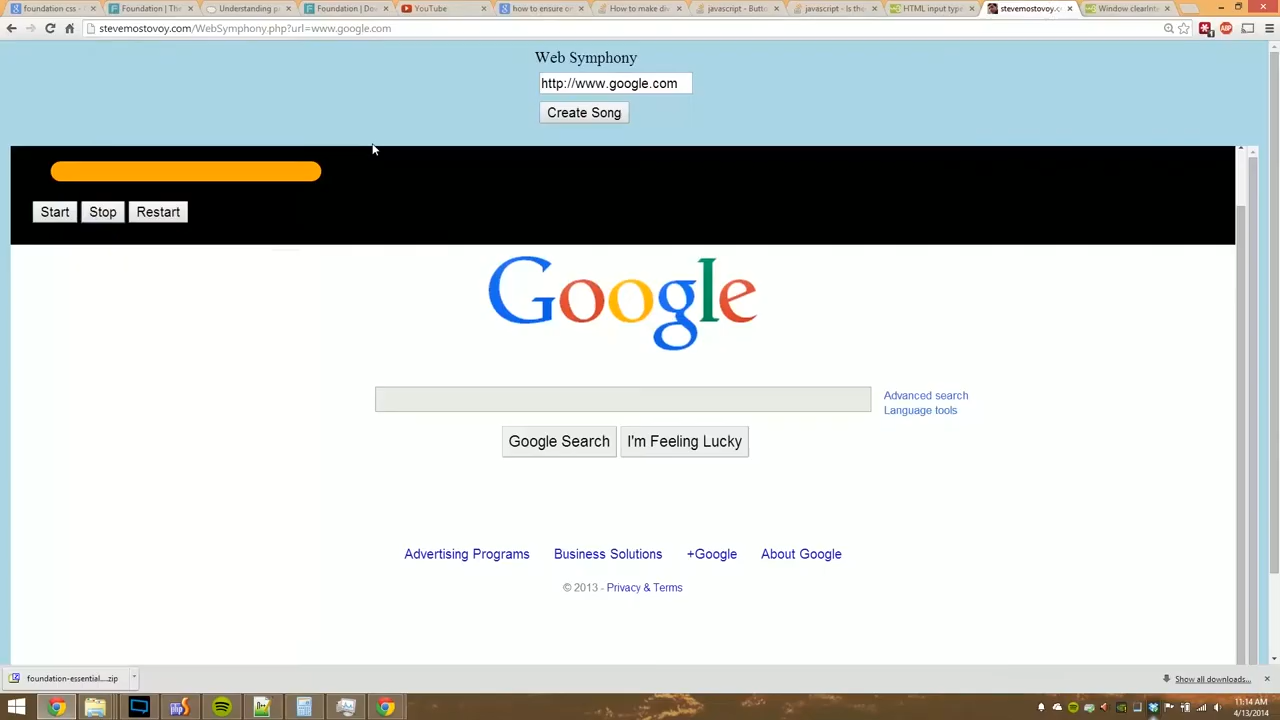 foundation css -
Foundation | The
Understanding p
Foundation | Dov
YouTube
how to ensure on
How to make div
javascript - Butto
javascript - Is the
HTML input type
stevemostovoy.c
Window clearInt
stevemostovoy.com/WebSymphony.php?url=www.google.com
ABP
Web Symphony
http://www.google.com
Create Song
Start Stop Restart
Google
Advanced search
Language tools
Google Search I'm Feeling Lucky
Advertising Programs Business Solutions +Google About Google
© 2013 - Privacy & Terms
foundation-essential....zip
Show all downloads...
11:14 AM
4/13/2014